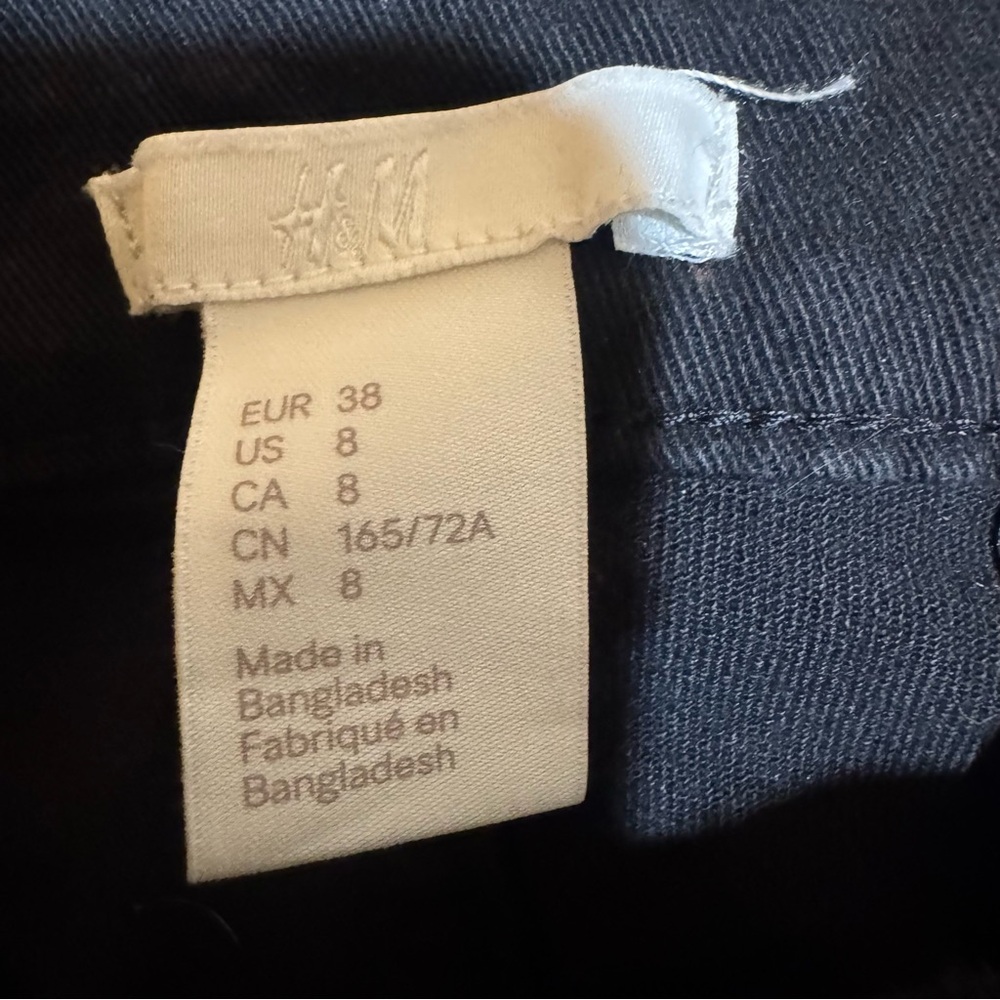 H&M
EUR 38
US 8
CA 8
CN 165/72A
MX 8
Made in
Bangladesh
Fabriqué en
Bangladesh